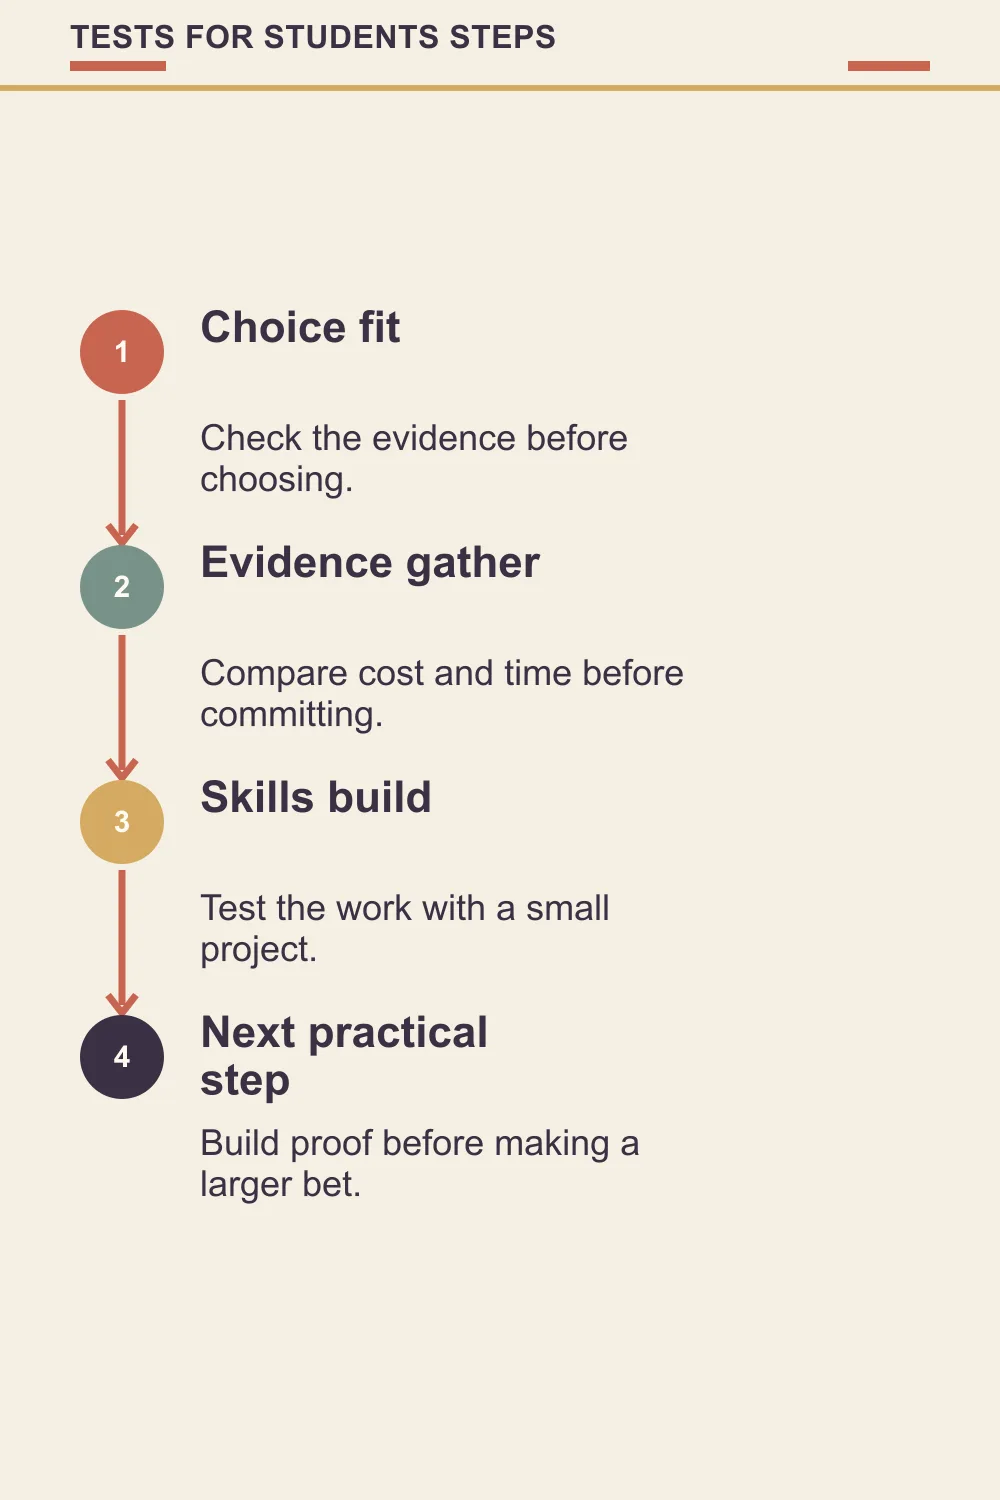 TESTS FOR STUDENTS STEPS
1
Choice fit
Check the evidence before
choosing.
2
Evidence gather
Compare cost and time before
committing.
3
Skills build
Test the work with a small
project.
4
Next practical
step
Build proof before making a
larger bet.